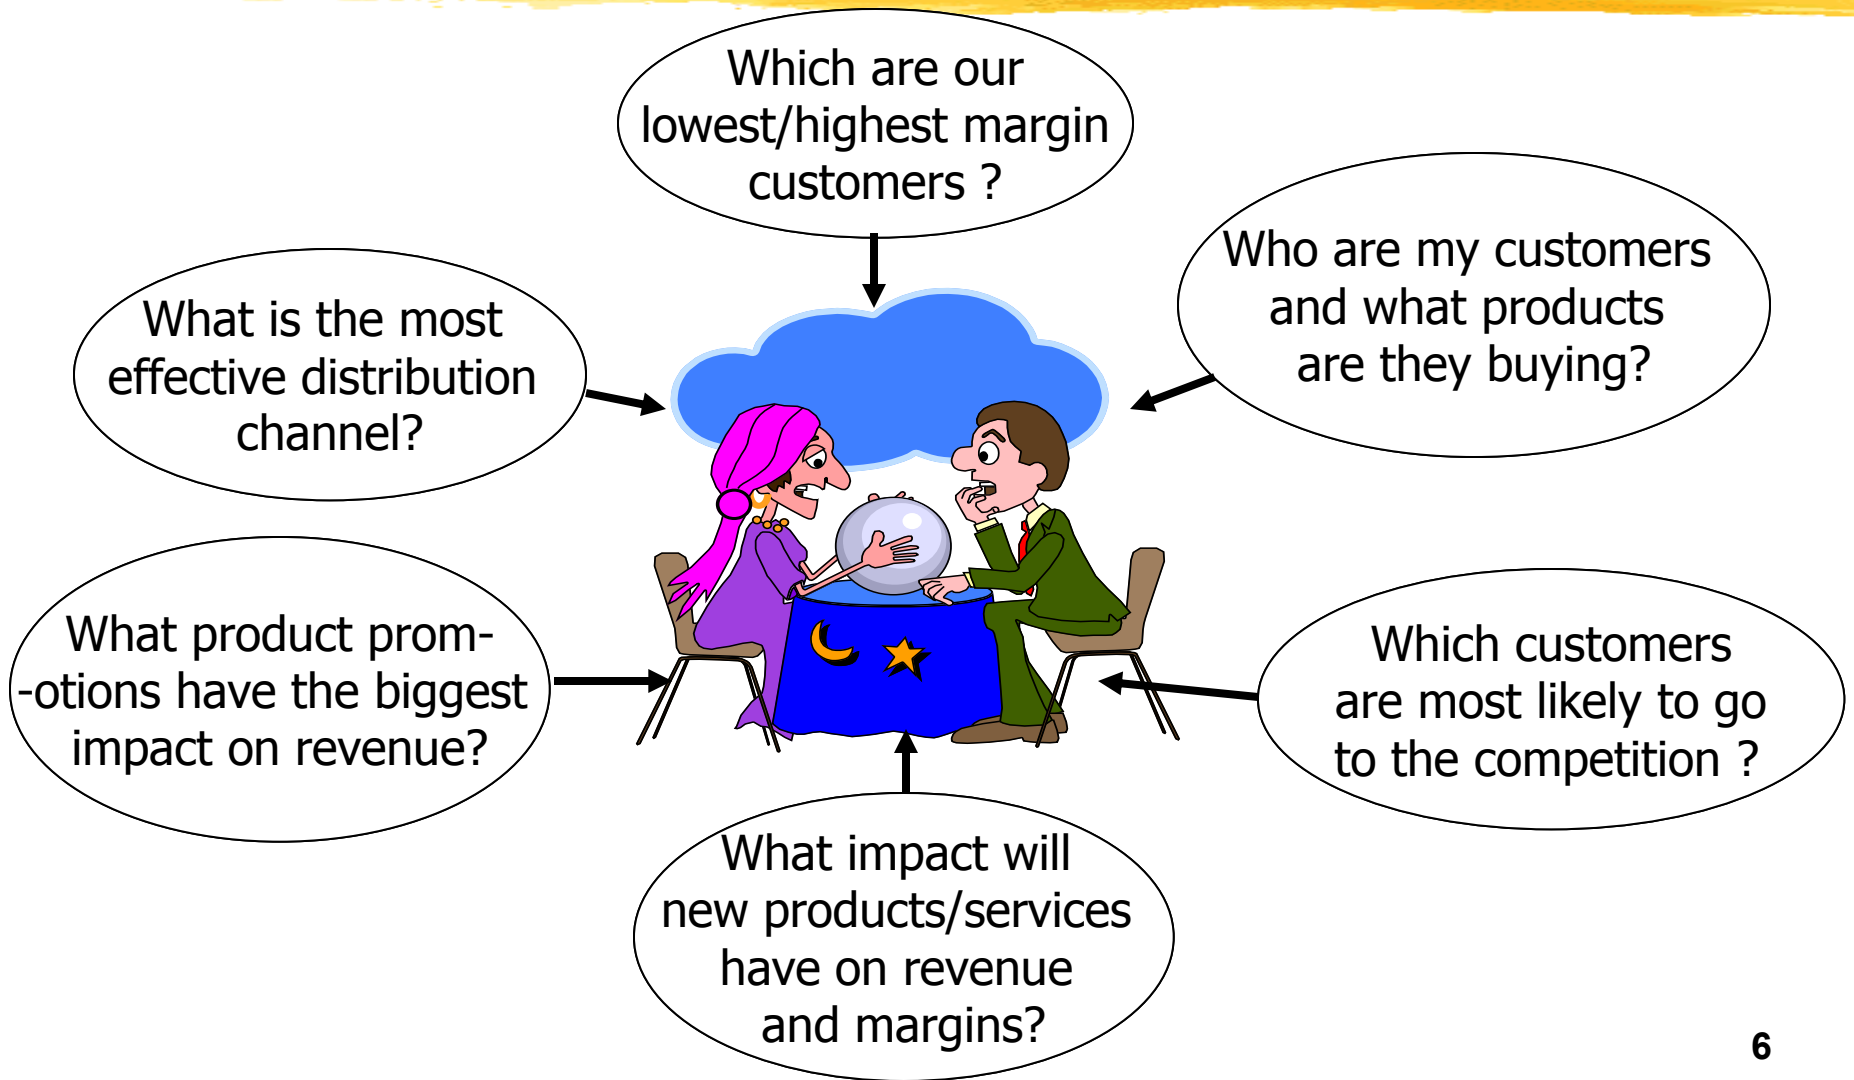 Which are our
lowest/highest margin
customers ?
Who are my customers
and what products
are they buying?
What is the most
effective distribution
channel?
What product prom-
-otions have the biggest
impact on revenue?
Which customers
are most likely to go
to the competition ?
What impact will
new products/services
have on revenue
and margins?
6